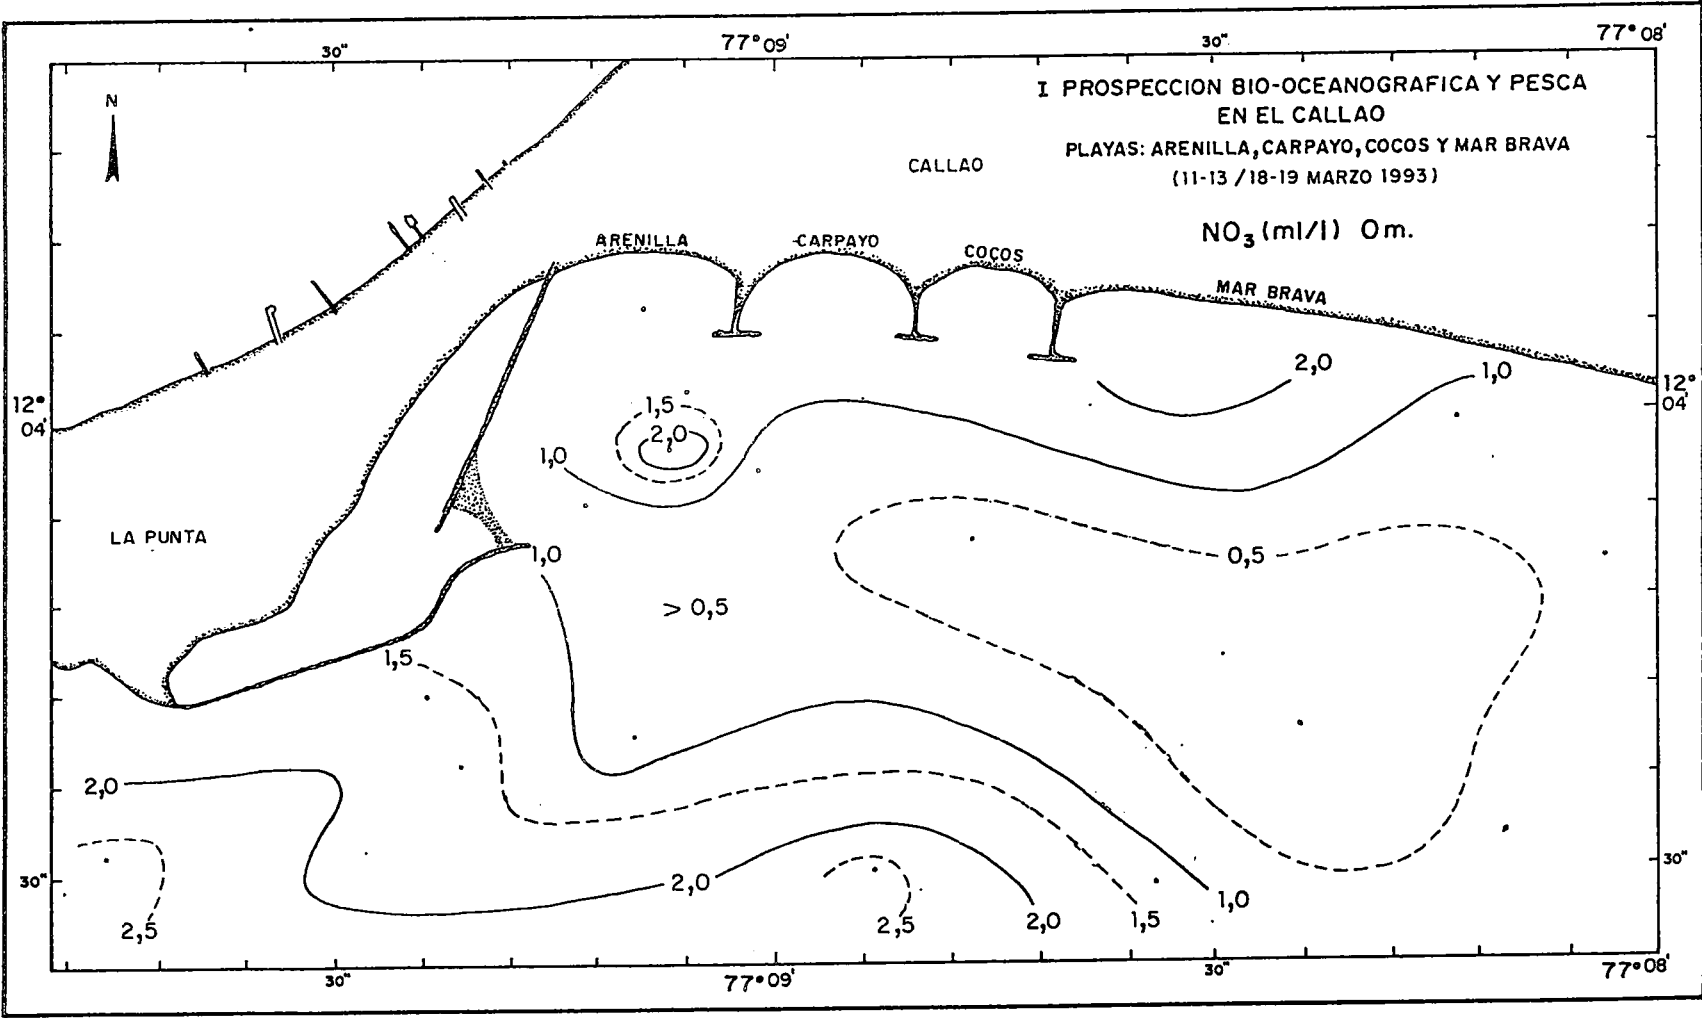 30" 77°09' 30" 77°08'
N
I PROSPECCION BIO-OCEANOGRAFICA Y PESCA
EN EL CALLAO
PLAYAS: ARENILLA, CARPAYO, COCOS Y MAR BRAVA
(11-13 / 18-19 MARZO 1993)
NO₃ (ml/l) 0m.
CALLAO
ARENILLA
CARPAYO
COCOS
MAR BRAVA
2,0
1,0
12°
04'
12°
04'
1,5
2,0
1,0
LA PUNTA
1,0
0,5
> 0,5
1,5
2,0
30"
30"
2,0
1,0
2,5
2,5
2,0
1,5
30" 77°09' 30" 77°08'